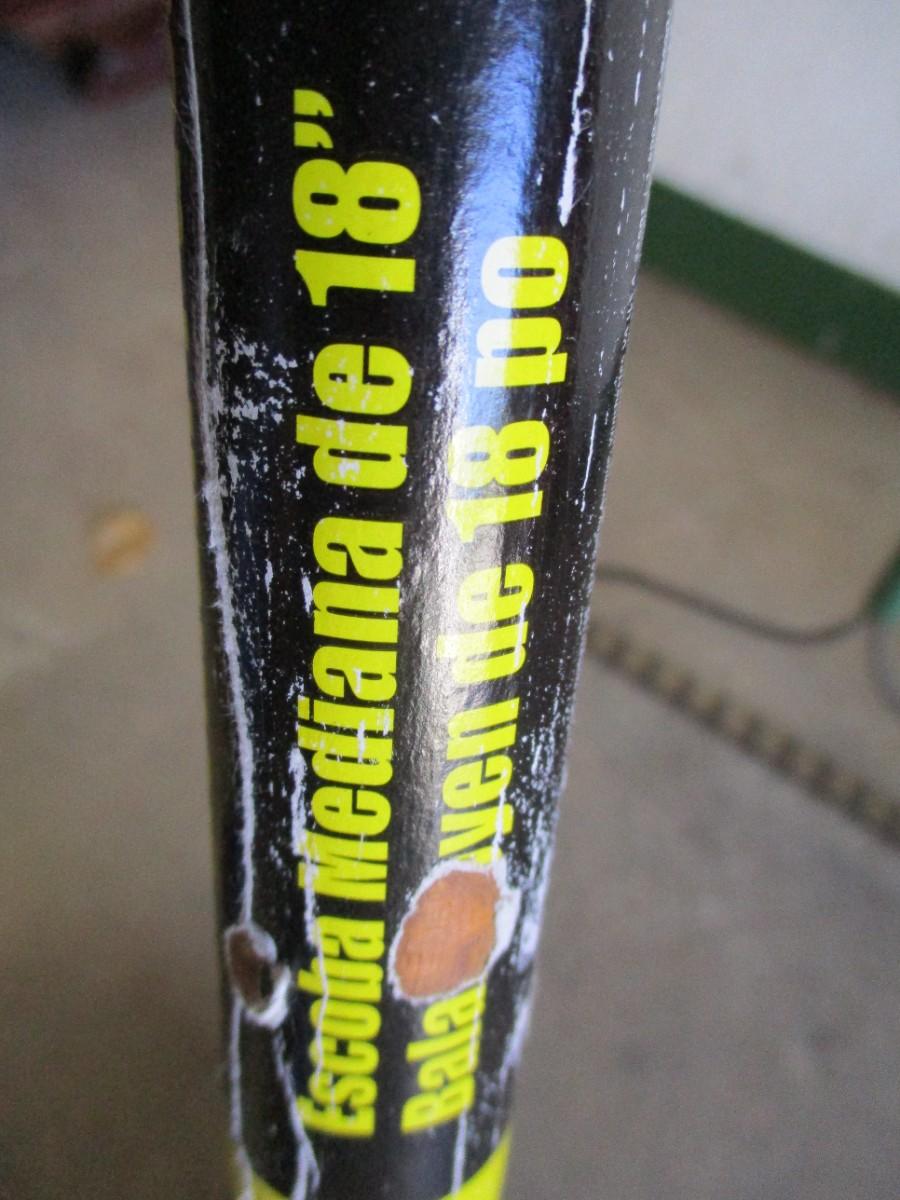 Escoba Mediana de 18"
Bala yen de 18 po